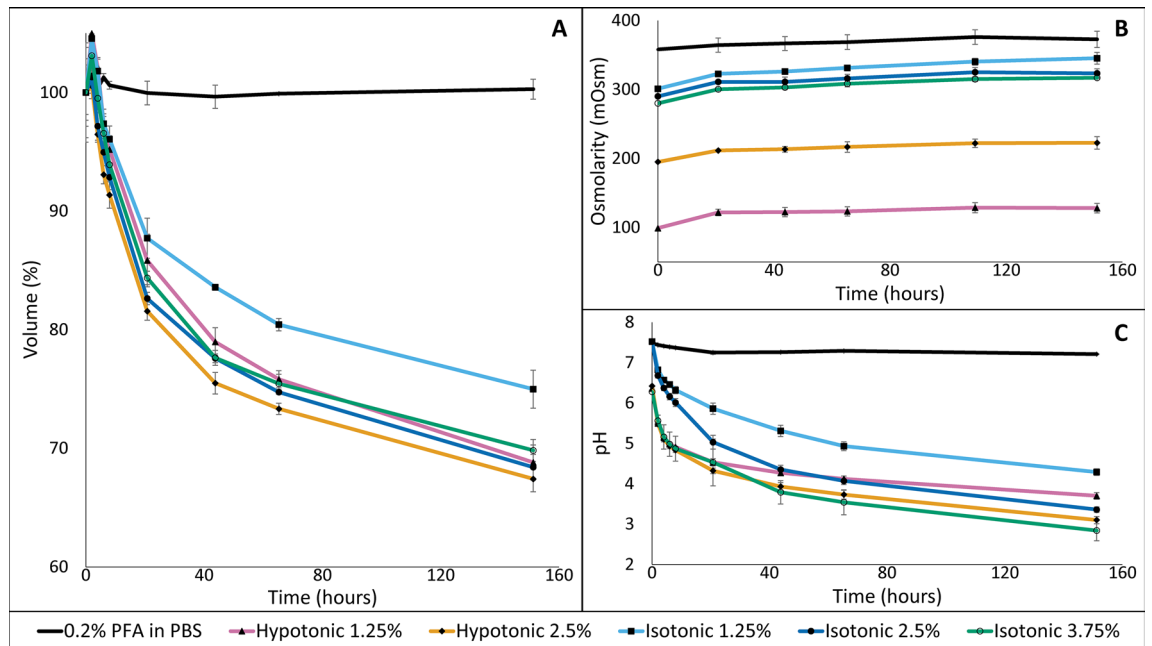 A
Volume (%)
100
90
80
70
60
0
40
80
120
160
Time (hours)
B
Osmolarity (mOsm)
400
300
200
100
0
40
80
120
160
Time (hours)
C
pH
8
7
6
5
4
3
2
0
40
80
120
160
Time (hours)
0.2% PFA in PBS
Hypotonic 1.25%
Hypotonic 2.5%
Isotonic 1.25%
Isotonic 2.5%
Isotonic 3.75%